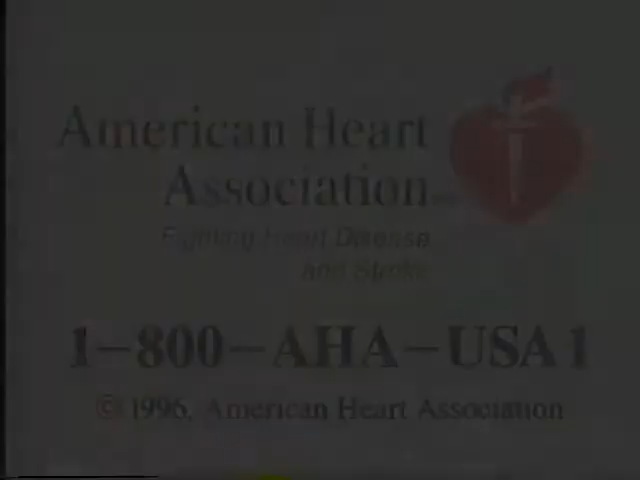 American Heart
Association
Fighting Heart Disease
and Stroke
1-800-AHA-USA1
© 1996, American Heart Association